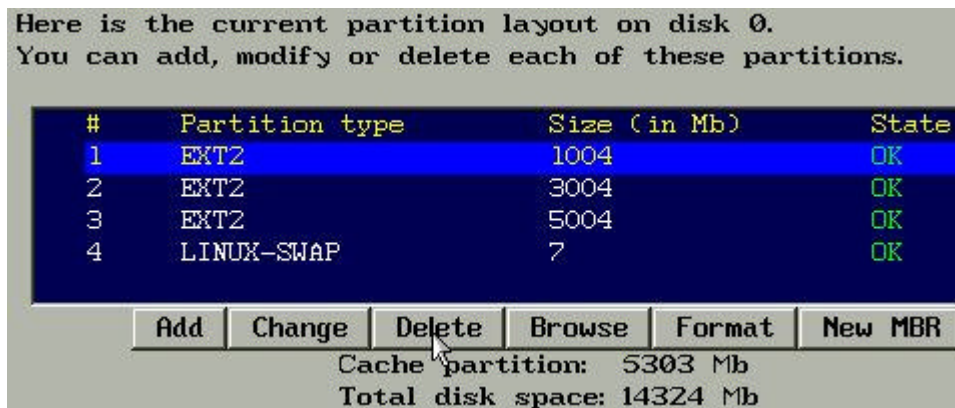 Here is the current partition layout on disk 0.
You can add, modify or delete each of these partitions.
# Partition type Size (in Mb) State
1 EXT2 1004 OK
2 EXT2 3004 OK
3 EXT2 5004 OK
4 LINUX-SWAP 7 OK
Add Change Delete Browse Format New MBR
Cache partition: 5303 Mb
Total disk space: 14324 Mb